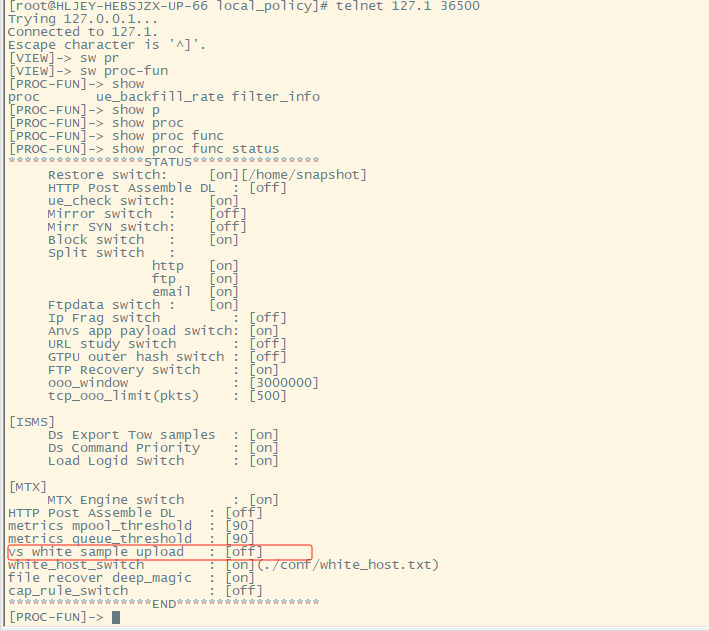 [root@HLJEY-HEBSJZX-UP-66 local_policy]# telnet 127.1 36500
Trying 127.0.0.1...
Connected to 127.1.
Escape character is '^]'.
[VIEW]-> sw pr
[VIEW]-> sw proc-fun
[PROC-FUN]-> show
proc       ue_backfill_rate filter_info
[PROC-FUN]-> show p
[PROC-FUN]-> show proc
[PROC-FUN]-> show proc func
[PROC-FUN]-> show proc func status
*****************STATUS****************
     Restore switch:     [on][/home/snapshot]
     HTTP Post Assemble DL  : [off]
     ue_check switch:    [on]
     Mirror switch  :    [off]
     Mirr SYN switch:    [off]
     Block switch   :    [on]
     Split switch   :
                  http   [on]
                  ftp    [on]
                  email  [on]
     Ftpdata switch :    [on]
     Ip Frag switch         : [off]
     Anvs app payload switch: [on]
     URL study switch       : [off]
     GTPU outer hash switch : [off]
     FTP Recovery switch    : [on]
     ooo_window             : [3000000]
     tcp_ooo_limit(pkts)    : [500]
[ISMS]
     Ds Export Tow samples  : [on]
     Ds Command Priority    : [on]
     Load Logid Switch      : [on]
[MTX]
     MTX Engine switch      : [on]
HTTP Post Assemble DL    : [off]
metrics mpool_threshold  : [90]
metrics queue_threshold  : [90]
vs white sample upload   : [off]
white_host_switch        : [on](./conf/white_host.txt)
file recover deep_magic  : [on]
cap_rule_switch          : [off]
******************END******************
[PROC-FUN]->